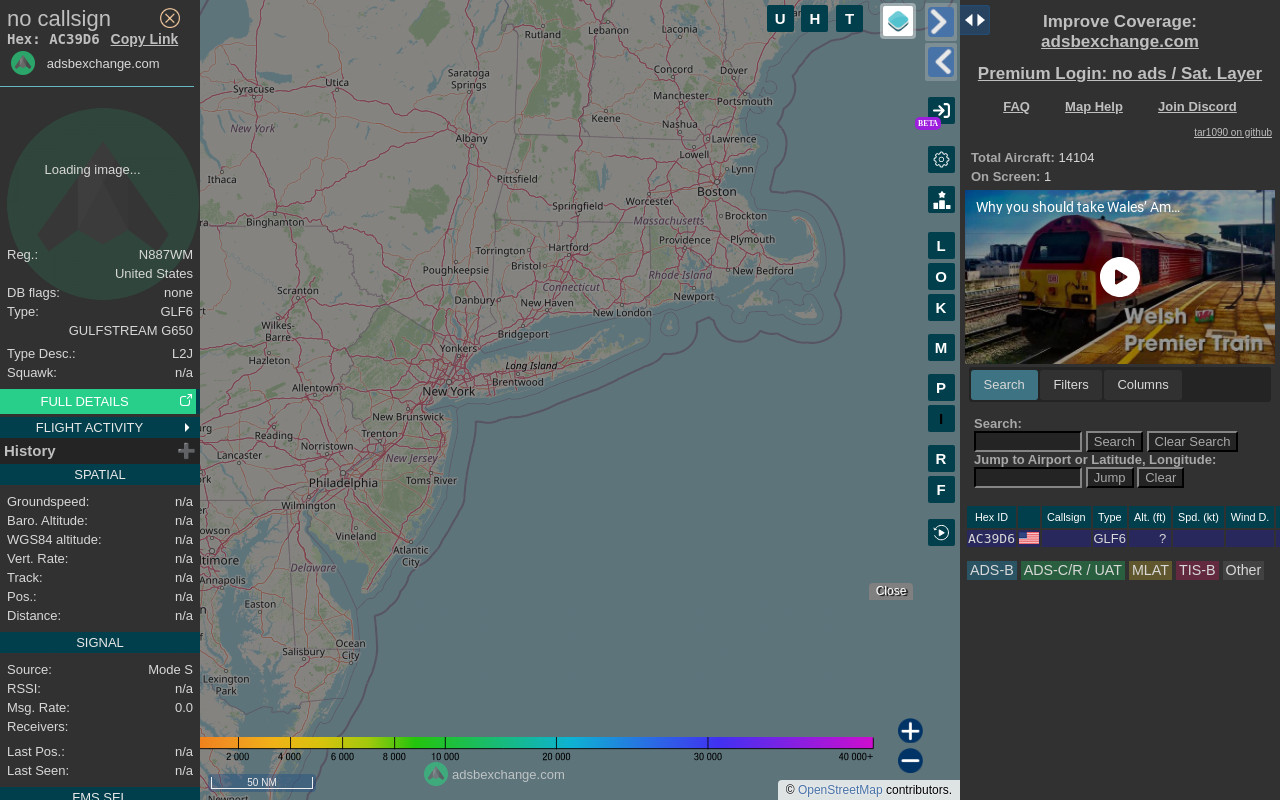 no callsign
Hex: AC39D6 Copy Link
adsbexchange.com
Loading image...
Reg.: N887WM
United States
DB flags: none
Type: GLF6
GULFSTREAM G650
Type Desc.: L2J
Squawk: n/a
FULL DETAILS
FLIGHT ACTIVITY
History
SPATIAL
Groundspeed: n/a
Baro. Altitude: n/a
WGS84 altitude: n/a
Vert. Rate: n/a
Track: n/a
Pos.: n/a
Distance: n/a
SIGNAL
Source: Mode S
RSSI: n/a
Msg. Rate: 0.0
Receivers:
Last Pos.: n/a
Last Seen: n/a
FMS SEL
Rutland
Lebanon
Laconia
Saratoga
Springs
Concord
Dover
Utica
Syracuse
Manchester
Portsmouth
Keene
Nashua
New York
Albany
Lawrence
Lowell
Lynn
Ithaca
Pittsfield
Boston
Springfield
Worcester
Binghamton
Massachusetts
Brockton
Torrington
Hartford
Providence
Plymouth
Bristol
Poughkeepsie
Rhode Island
New Bedford
Connecticut
Scranton
Danbury
New Haven
Newport
New London
Wilkes-
Barre
Bridgeport
Yonkers
Hazleton
Long Island
Allentown
New York
Brentwood
New Brunswick
Reading
Trenton
Norristown
Lancaster
New Jersey
Philadelphia
Toms River
Wilmington
Vineland
Atlantic
City
Delaware
Annapolis
Easton
Ocean
City
Salisbury
Lexington
Park
Newport
2 000 4 000 6 000 8 000 10 000 20 000 30 000 40 000+
adsbexchange.com
50 NM
© OpenStreetMap contributors.
U H T
BETA
L
O
K
M
P
I
R
F
Close
Improve Coverage:
adsbexchange.com
Premium Login: no ads / Sat. Layer
FAQ Map Help Join Discord
tar1090 on github
Total Aircraft: 14104
On Screen: 1
Why you should take Wales' Am...
Welsh
Premier Train
Search Filters Columns
Search:
Search Clear Search
Jump to Airport or Latitude, Longitude:
Jump Clear
Hex ID Callsign Type Alt. (ft) Spd. (kt) Wind D.
AC39D6 GLF6 ?
ADS-B ADS-C/R / UAT MLAT TIS-B Other